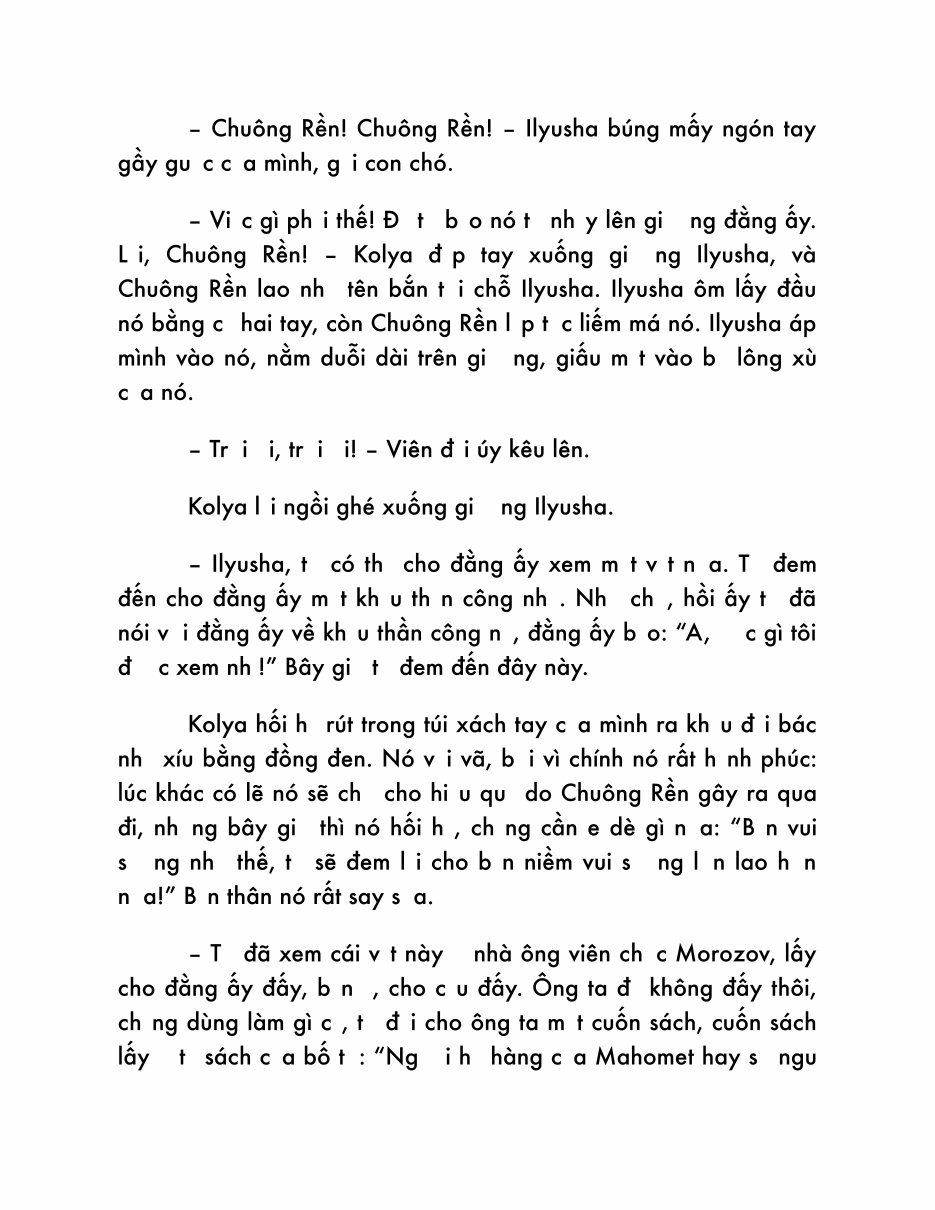 – Chuông Rền! Chuông Rền! – Ilyusha búng mấy ngón tay
gầy gu c c a mình, g i con chó.
– Vi c gì ph i thế! Đ t b o nó t nh y lên gi ng đằng ấy.
L i, Chuông Rền! – Kolya đ p tay xuống gi ng Ilyusha, và
Chuông Rền lao nh tên bắn t i chỗ Ilyusha. Ilyusha ôm lấy đầu
nó bằng c hai tay, còn Chuông Rền l p t c liếm má nó. Ilyusha áp
mình vào nó, nằm duỗi dài trên gi ng, giấu m t vào b lông xù
c a nó.
– Tr i i, tr i i! – Viên đ i úy kêu lên.
Kolya l i ngồi ghé xuống gi ng Ilyusha.
– Ilyusha, t có th cho đằng ấy xem m t v t n a. T đem
đến cho đằng ấy m t kh u th n công nh . Nh ch , hồi ấy t đã
nói v i đằng ấy về kh u thần công n , đằng ấy b o: “A, c gì tôi
đ c xem nh !” Bây gi t đem đến đây này.
Kolya hối h rút trong túi xách tay c a mình ra kh u đ i bác
nh xíu bằng đồng đen. Nó v i vã, b i vì chính nó rất h nh phúc:
lúc khác có lẽ nó sẽ ch cho hi u qu do Chuông Rền gây ra qua
đi, nh ng bây gi thì nó hối h , ch ng cần e dè gì n a: “B n vui
s ng nh thế, t sẽ đem l i cho b n niềm vui s ng l n lao h n
n a!” B n thân nó rất say s a.
– T đã xem cái v t này nhà ông viên ch c Morozov, lấy
cho đằng ấy đấy, b n , cho c u đấy. Ông ta đ không đấy thôi,
ch ng dùng làm gì c , t đ i cho ông ta m t cuốn sách, cuốn sách
lấy t sách c a bố t : “Ng i h hàng c a Mahomet hay s ngu